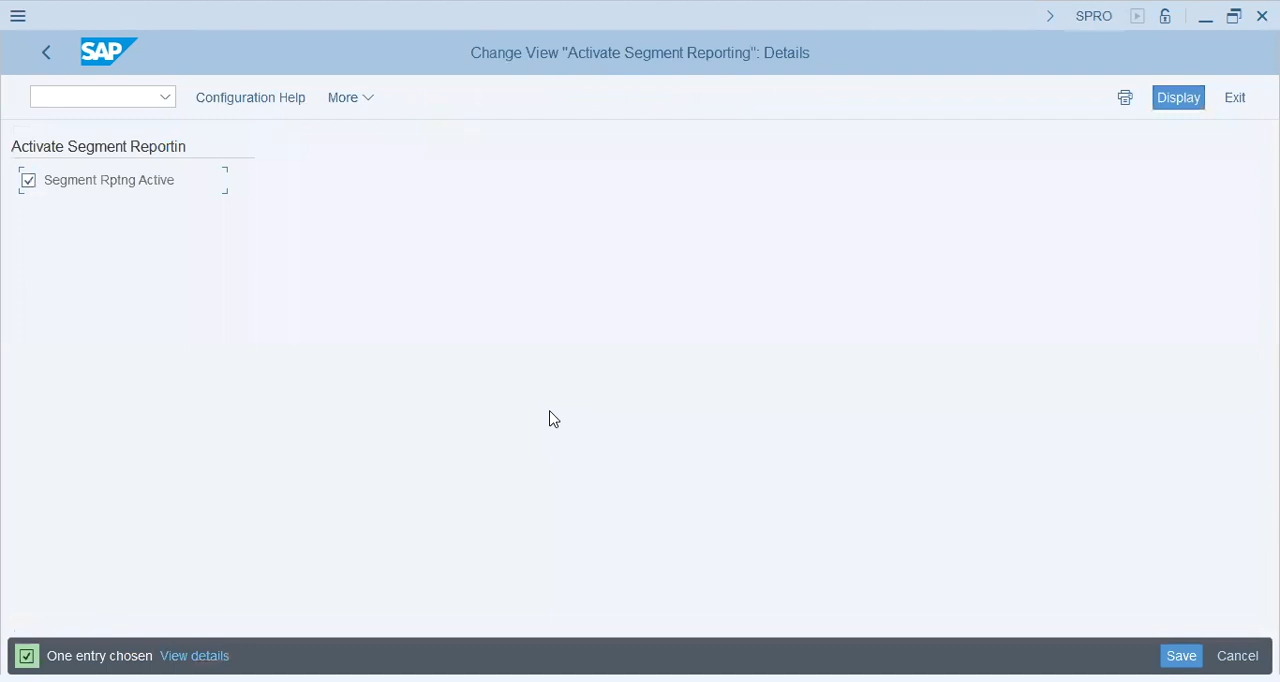 SPRO
SAP
Change View "Activate Segment Reporting": Details
Configuration Help
More
Display
Exit
Activate Segment Reportin
Segment Rptng Active
One entry chosen
View details
Save
Cancel